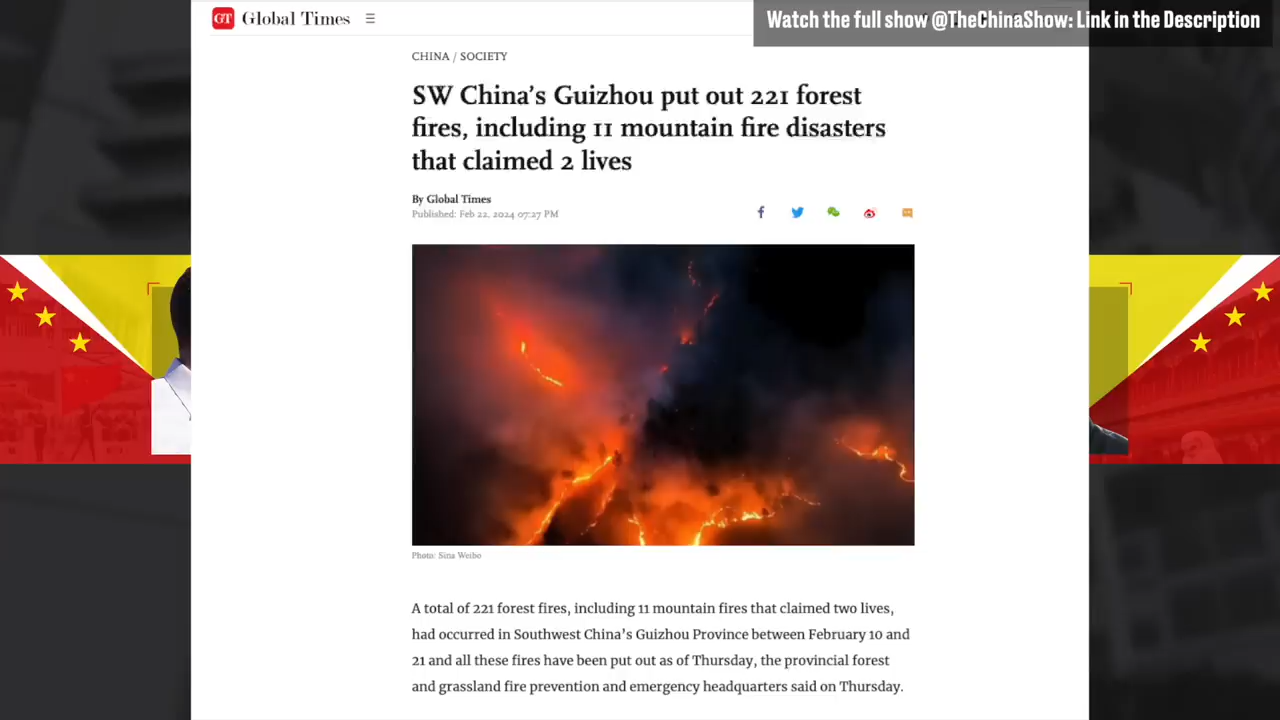 GT Global Times
Watch the full show @TheChinaShow: Link in the Description
CHINA / SOCIETY
SW China's Guizhou put out 221 forest
fires, including 11 mountain fire disasters
that claimed 2 lives
By Global Times
Published: Feb 22, 2024 07:27 PM
Photo: Sina Weibo
A total of 221 forest fires, including 11 mountain fires that claimed two lives,
had occurred in Southwest China's Guizhou Province between February 10 and
21 and all these fires have been put out as of Thursday, the provincial forest
and grassland fire prevention and emergency headquarters said on Thursday.